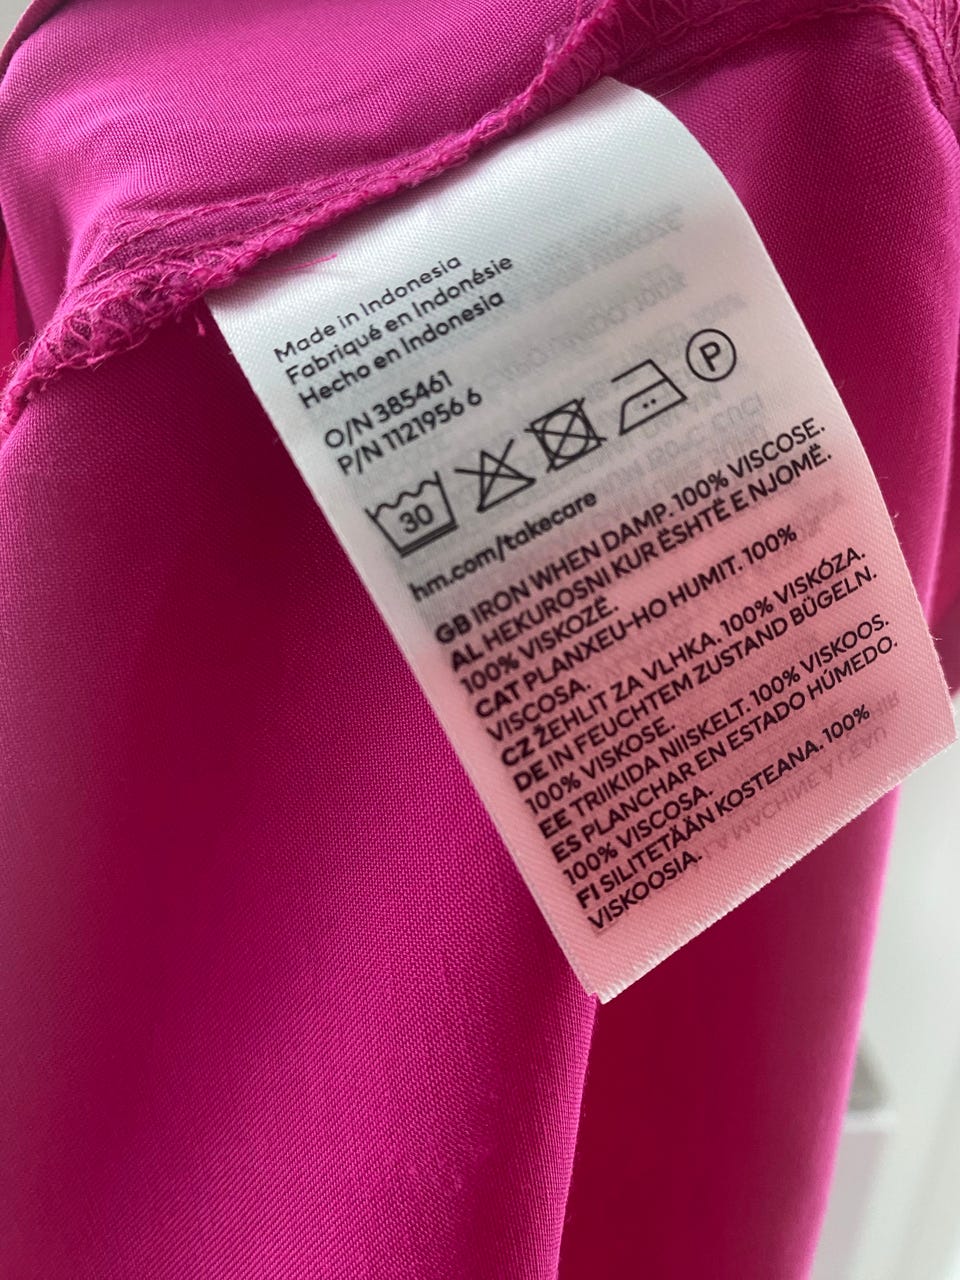 Made in Indonesia
Fabriqué en Indonésie
Hecho en Indonesia
O/N 385461
P/N 1121956 6
30
P
hm.com/takecare
GB IRON WHEN DAMP. 100% VISCOSE.
AL HEKUROSNI KUR ËSHTË E NJOMË.
100% VISKOZË.
CAT PLANXEU-HO HUMIT. 100%
VISCOSA.
CZ ŽEHLIT ZA VLHKA. 100% VISKÓZA.
DE IN FEUCHTEM ZUSTAND BÜGELN.
100% VISKOSE.
EE TRIIKIDA NIISKELT. 100% VISKOOS.
ES PLANCHAR EN ESTADO HÚMEDO.
100% VISCOSA.
FI SILITETÄÄN KOSTEANA. 100%
VISKOOSIA.